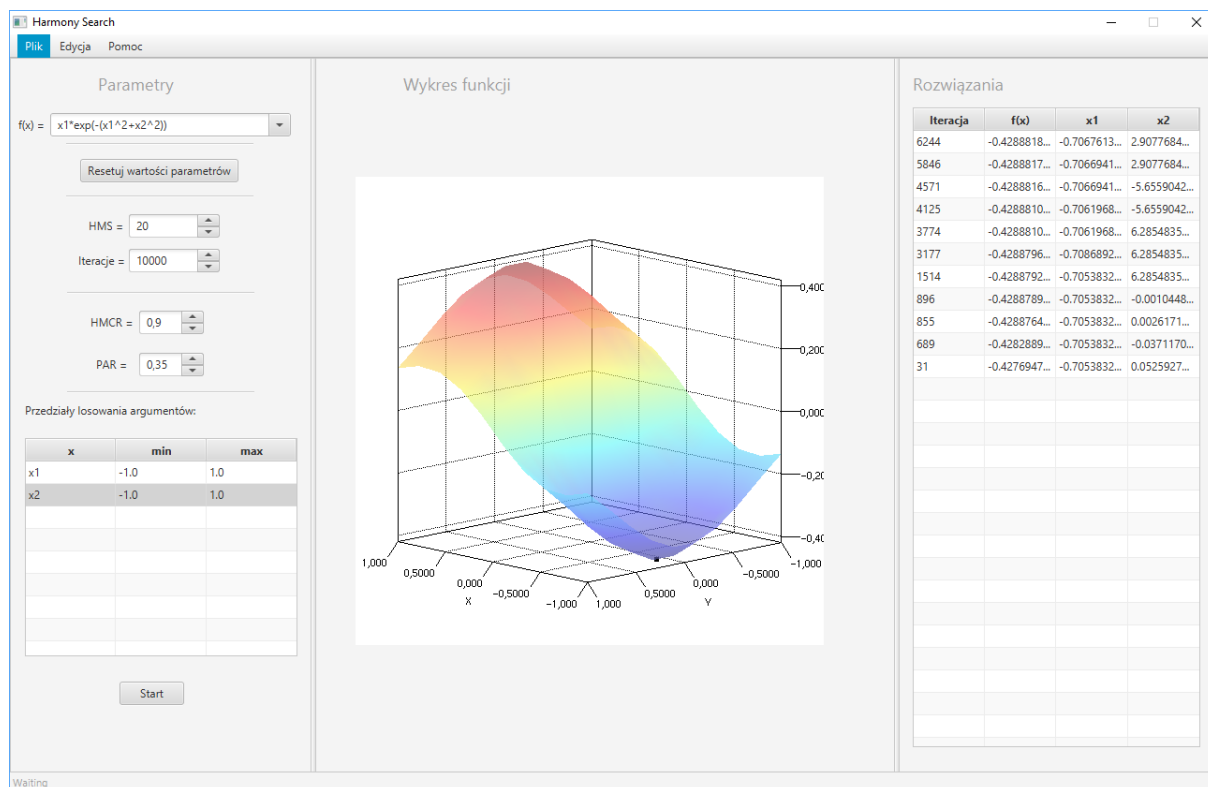 Harmony Search
Plik Edycja Pomoc
Parametry
f(x) = x1*exp(-(x1^2+x2^2))
Resetuj wartości parametrów
HMS = 20
Iteracje = 10000
HMCR = 0,9
PAR = 0,35
Przedziały losowania argumentów:
x min max
x1 -1.0 1.0
x2 -1.0 1.0
Start
Waiting
Wykres funkcji
0,400
0,200
0,000
-0,20
-0,40
1,000 0,5000 0,000 -0,5000 -1,000
X
1,000 0,5000 0,000 -0,5000 -1,000
Y
Rozwiązania
Iteracja f(x) x1 x2
6244 -0.4288818... -0.7067613... 2.9077684...
5846 -0.4288817... -0.7066941... 2.9077684...
4571 -0.4288816... -0.7066941... -5.6559042...
4125 -0.4288810... -0.7061968... -5.6559042...
3774 -0.4288810... -0.7061968... 6.2854835...
3177 -0.4288796... -0.7086892... 6.2854835...
1514 -0.4288792... -0.7053832... 6.2854835...
896 -0.4288789... -0.7053832... -0.0010448...
855 -0.4288764... -0.7053832... 0.0026171...
689 -0.4282889... -0.7053832... -0.0371170...
31 -0.4276947... -0.7053832... 0.0525927...